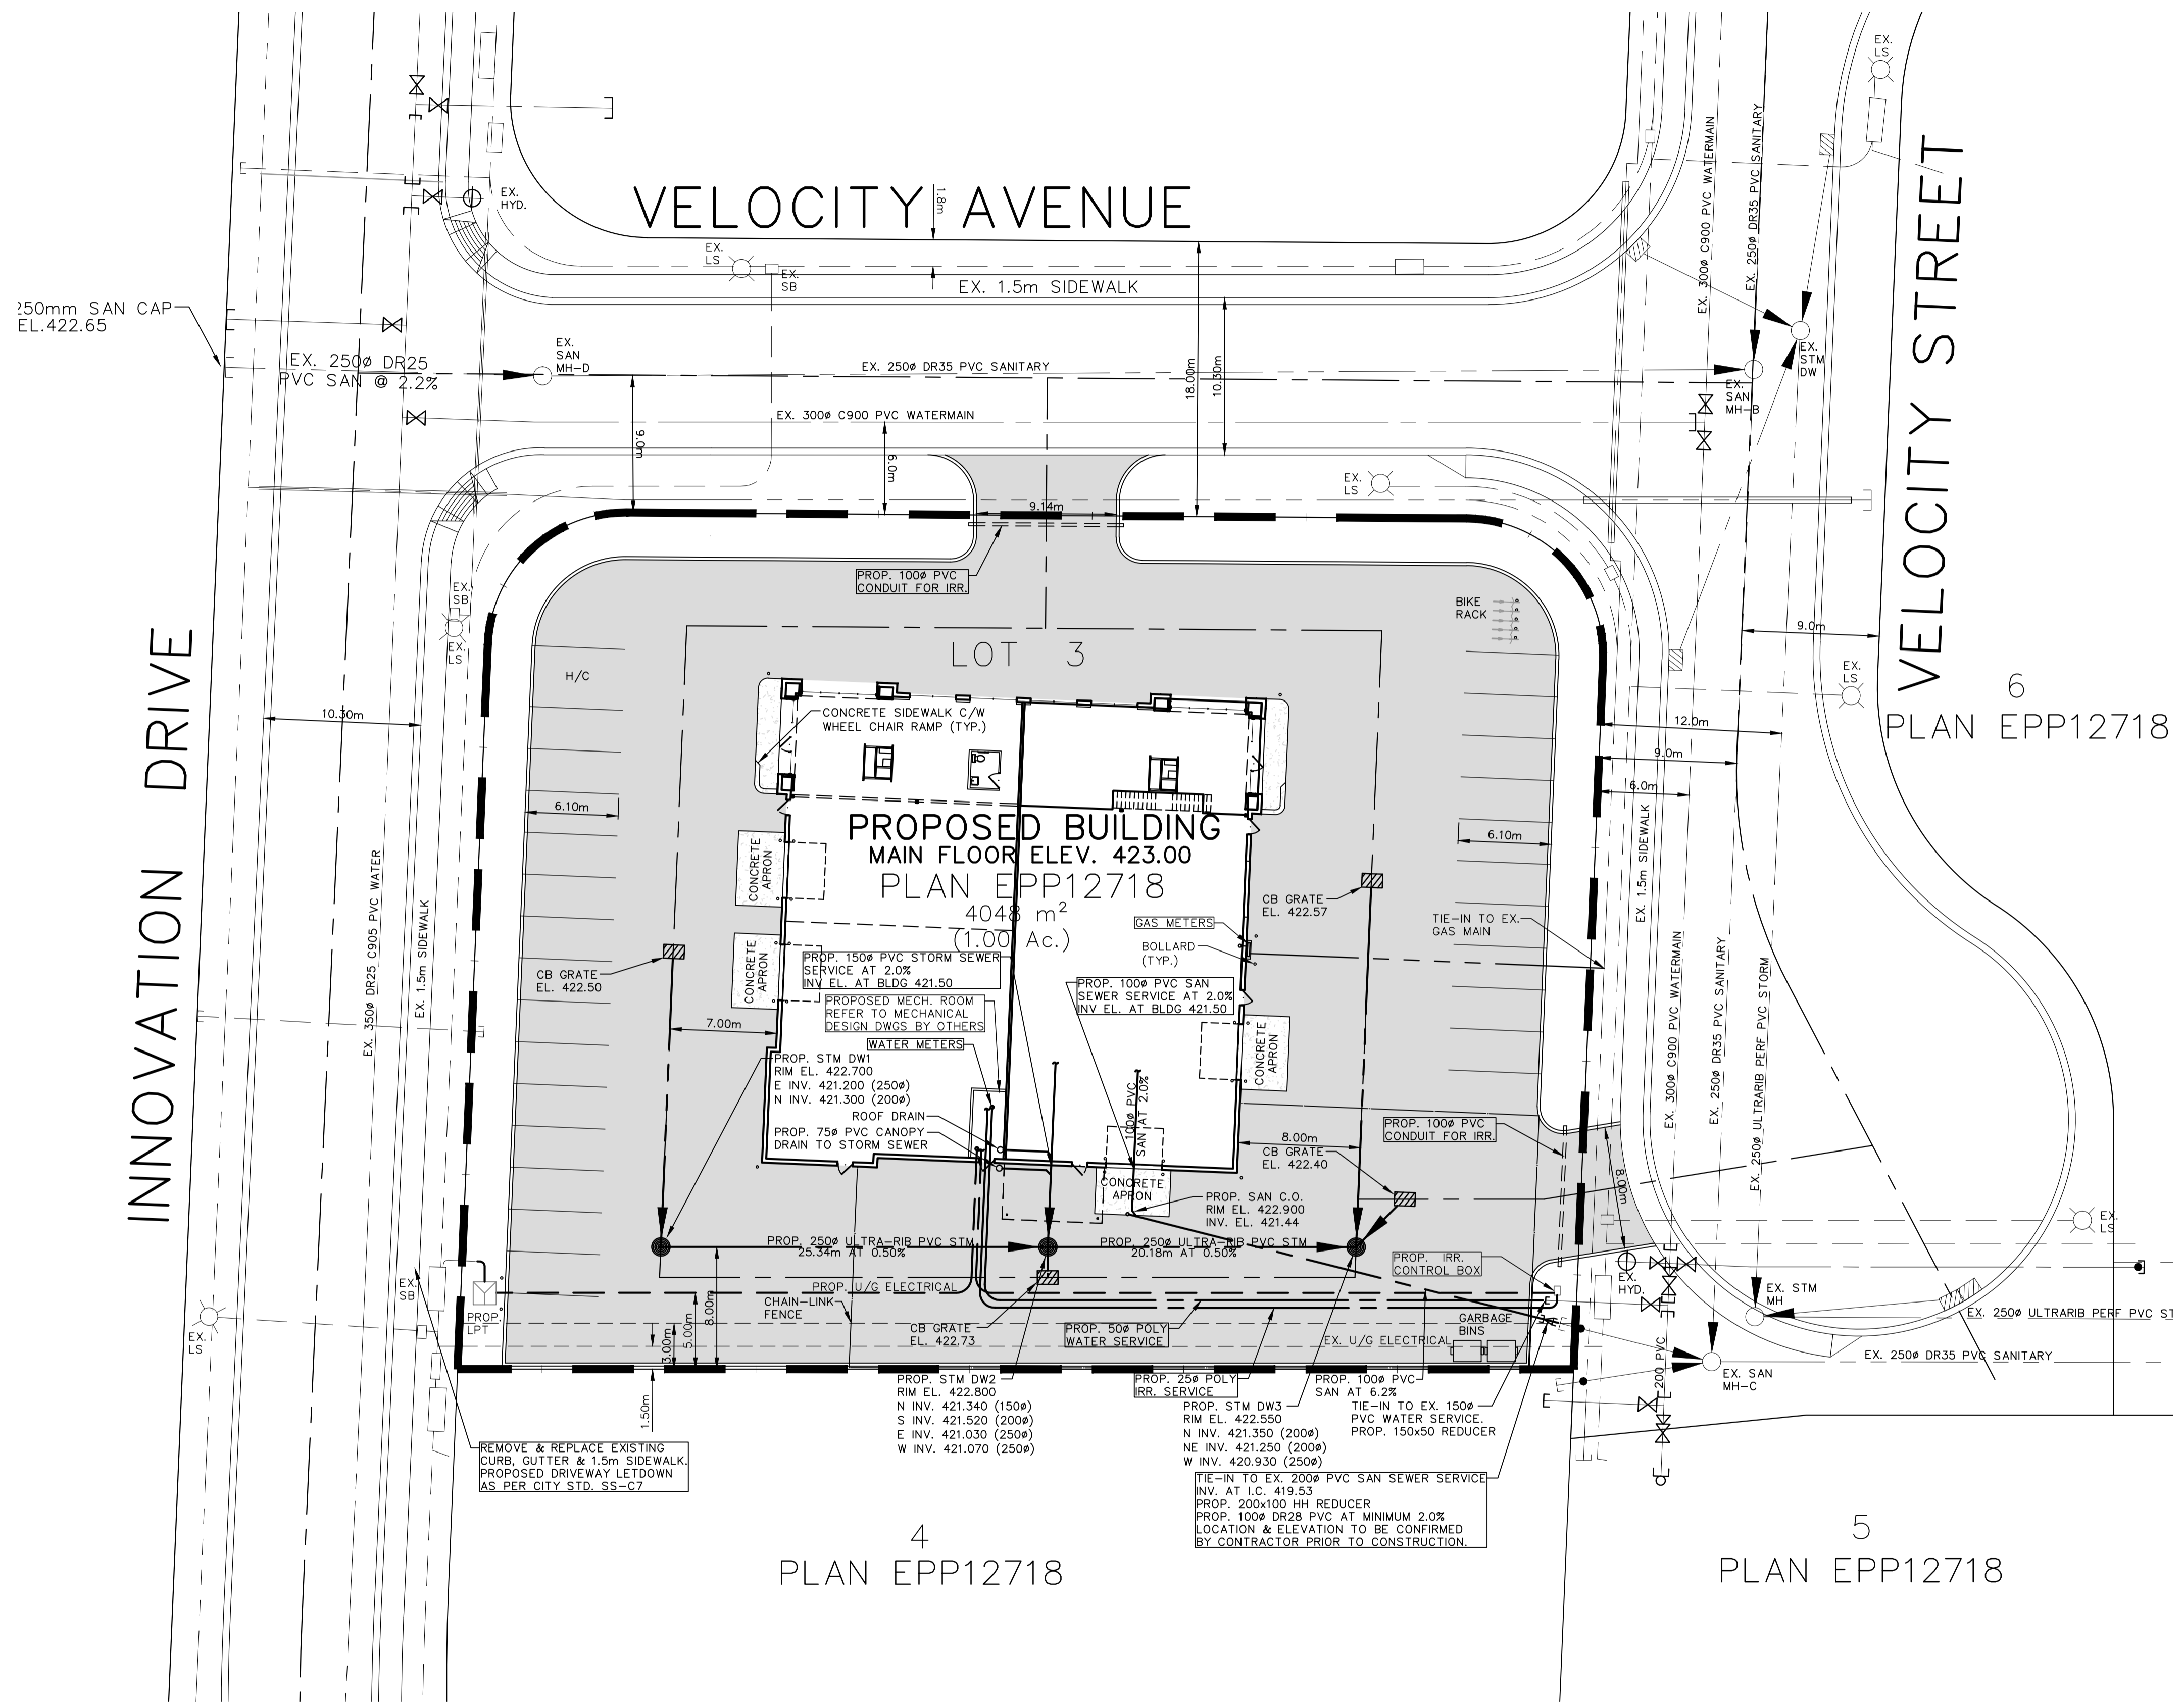 VELOCITY AVENUE
1.8m
EX.
LS
EX.
SB
EX. 1.5m SIDEWALK
EX.
HYD.
EX.
LS
VELOCITY STREET
EX. 300ø C900 PVC WATERMAIN
EX. 250ø DR35 PVC SANITARY
250mm SAN CAP
EL.422.65
EX. 250ø DR25
PVC SAN @ 2.2%
EX.
SAN
MH-D
EX. 250ø DR35 PVC SANITARY
18.00m
10.30m
EX.
STM
DW
EX.
SAN
MH-B
EX. 300ø C900 PVC WATERMAIN
9.0m
6.0m
EX.
LS
9.14m
PROP. 100ø PVC
CONDUIT FOR IRR.
EX.
SB
EX.
LS
BIKE
RACK
9.0m
LOT 3
H/C
EX.
LS
6
PLAN EPP12718
INNOVATION DRIVE
10.30m
CONCRETE SIDEWALK C/W
WHEEL CHAIR RAMP (TYP.)
12.0m
9.0m
6.0m
6.10m
6.10m
PROPOSED BUILDING
MAIN FLOOR ELEV. 423.00
PLAN EPP12718
4048 m²
(1.00 Ac.)
CONCRETE
APRON
CONCRETE
APRON
EX. 350ø DR25 C905 PVC WATER
EX. 1.5m SIDEWALK
EX. 1.5m SIDEWALK
CB GRATE
EL. 422.57
GAS METERS
BOLLARD
(TYP.)
TIE-IN TO EX.
GAS MAIN
CB GRATE
EL. 422.50
PROP. 150ø PVC STORM SEWER
SERVICE AT 2.0%
INV EL. AT BLDG 421.50
PROPOSED MECH. ROOM
REFER TO MECHANICAL
DESIGN DWGS BY OTHERS
WATER METERS
PROP. 100ø PVC SAN
SEWER SERVICE AT 2.0%
INV EL. AT BLDG 421.50
7.00m
PROP. STM DW1
RIM EL. 422.700
E INV. 421.200 (250ø)
N INV. 421.300 (200ø)
ROOF DRAIN
PROP. 75ø PVC CANOPY
DRAIN TO STORM SEWER
100ø PVC
SAN AT 2.0%
CONCRETE
APRON
EX. 300ø C900 PVC WATERMAIN
EX. 250ø DR35 PVC SANITARY
EX. 250ø ULTRARIB PERF PVC STORM
PROP. 100ø PVC
CONDUIT FOR IRR.
8.00m
CB GRATE
EL. 422.40
8.00m
CONCRETE
APRON
PROP. SAN C.O.
RIM EL. 422.900
INV. EL. 421.44
EX.
LS
PROP. 250ø ULTRA-RIB PVC STM
25.34m AT 0.50%
PROP. 250ø ULTRA-RIB PVC STM
20.18m AT 0.50%
PROP. IRR.
CONTROL BOX
EX.
SB
PROP. U/G ELECTRICAL
CHAIN-LINK
FENCE
EX.
HYD.
EX. STM
MH
EX. 250ø ULTRARIB PERF PVC ST
PROP.
LPT
EX.
LS
3.00m
5.00m
8.00m
CB GRATE
EL. 422.73
PROP. 50ø POLY
WATER SERVICE
GARBAGE
BINS
EX. U/G ELECTRICAL
200 PVC
EX. SAN
MH-C
EX. 250ø DR35 PVC SANITARY
1.50m
PROP. STM DW2
RIM EL. 422.800
N INV. 421.340 (150ø)
S INV. 421.520 (200ø)
E INV. 421.030 (250ø)
W INV. 421.070 (250ø)
PROP. 25ø POLY
IRR. SERVICE
PROP. 100ø PVC
SAN AT 6.2%
PROP. STM DW3
RIM EL. 422.550
N INV. 421.350 (200ø)
NE INV. 421.250 (200ø)
W INV. 420.930 (250ø)
TIE-IN TO EX. 150ø
PVC WATER SERVICE.
PROP. 150x50 REDUCER
REMOVE & REPLACE EXISTING
CURB, GUTTER & 1.5m SIDEWALK.
PROPOSED DRIVEWAY LETDOWN
AS PER CITY STD. SS-C7
TIE-IN TO EX. 200ø PVC SAN SEWER SERVICE
INV. AT I.C. 419.53
PROP. 200x100 HH REDUCER
PROP. 100ø DR28 PVC AT MINIMUM 2.0%
LOCATION & ELEVATION TO BE CONFIRMED
BY CONTRACTOR PRIOR TO CONSTRUCTION.
4
PLAN EPP12718
5
PLAN EPP12718